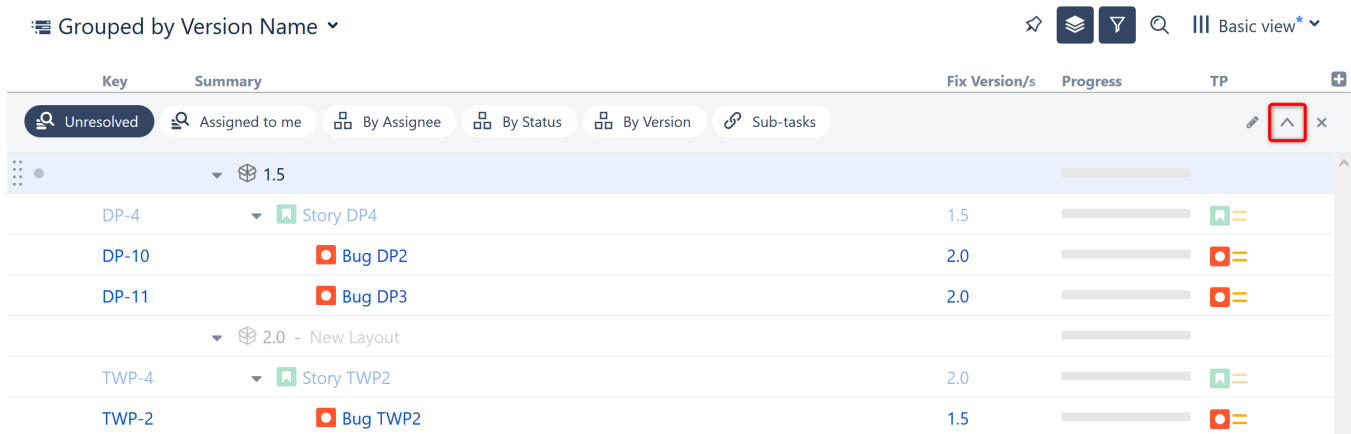 Grouped by Version Name Basic view*
Key Summary Fix Version/s Progress TP
Unresolved Assigned to me By Assignee By Status By Version Sub-tasks
1.5
DP-4 Story DP4 1.5
DP-10 Bug DP2 2.0
DP-11 Bug DP3 2.0
2.0 - New Layout
TWP-4 Story TWP2 2.0
TWP-2 Bug TWP2 1.5